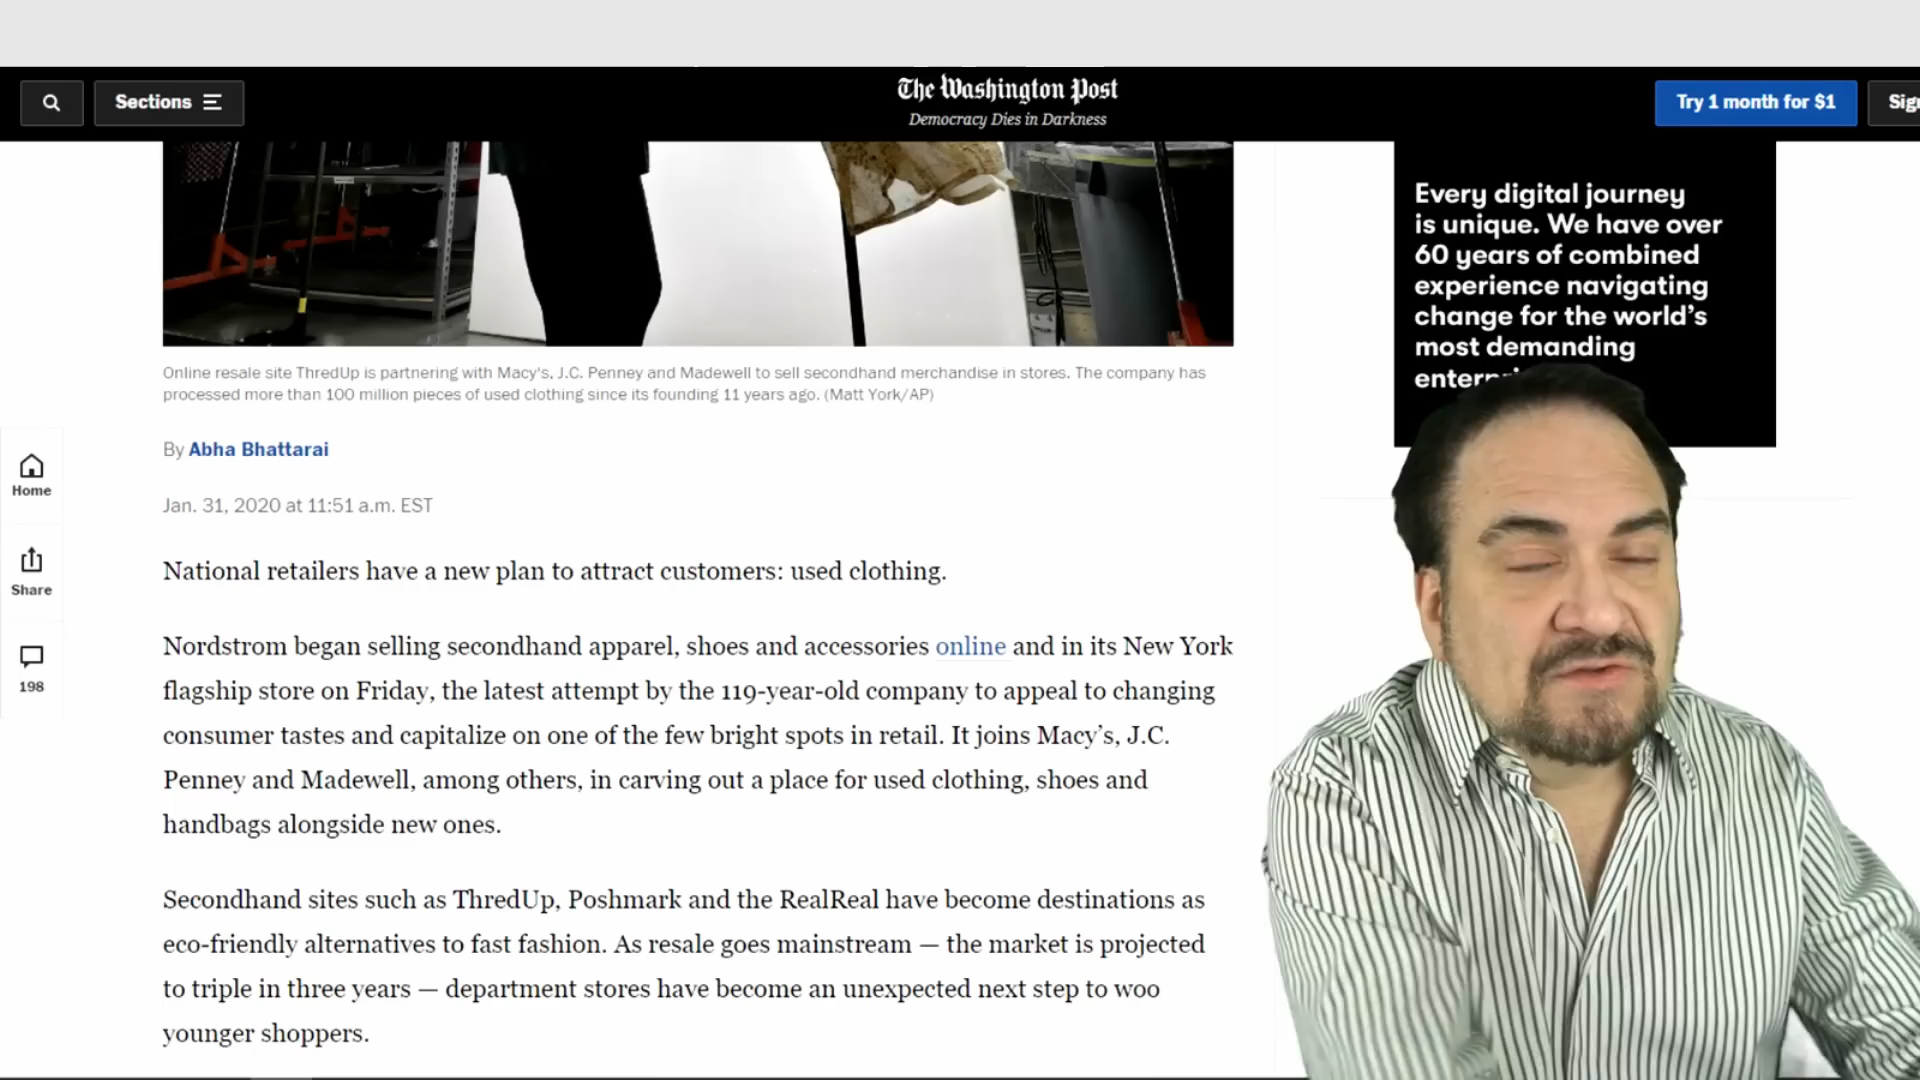 Sections
The Washington Post
Democracy Dies in Darkness
Try 1 month for $1
Every digital journey
is unique. We have over
60 years of combined
experience navigating
change for the world's
most demanding
Online resale site ThredUp is partnering with Macy's, J.C. Penney and Madewell to sell secondhand merchandise in stores. The company has
processed more than 100 million pieces of used clothing since its founding 11 years ago. (Matt York/AP)
By Abha Bhattarai
Jan. 31, 2020 at 11:51 a.m. EST
Home
Share
198
National retailers have a new plan to attract customers: used clothing.
Nordstrom began selling secondhand apparel, shoes and accessories online and in its New York
flagship store on Friday, the latest attempt by the 119-year-old company to appeal to changing
consumer tastes and capitalize on one of the few bright spots in retail. It joins Macy's, J.C.
Penney and Madewell, among others, in carving out a place for used clothing, shoes and
handbags alongside new ones.
Secondhand sites such as ThredUp, Poshmark and the RealReal have become destinations as
eco-friendly alternatives to fast fashion. As resale goes mainstream — the market is projected
to triple in three years — department stores have become an unexpected next step to woo
younger shoppers.